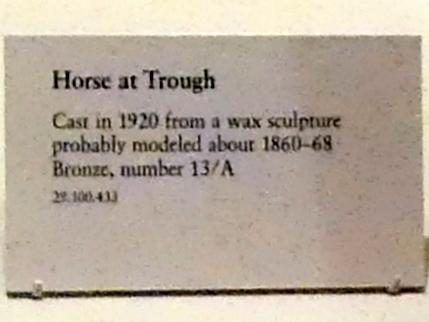 Horse at Trough
Cast in 1920 from a wax sculpture
probably modeled about 1860–68
Bronze, number 13/A
29.100.433